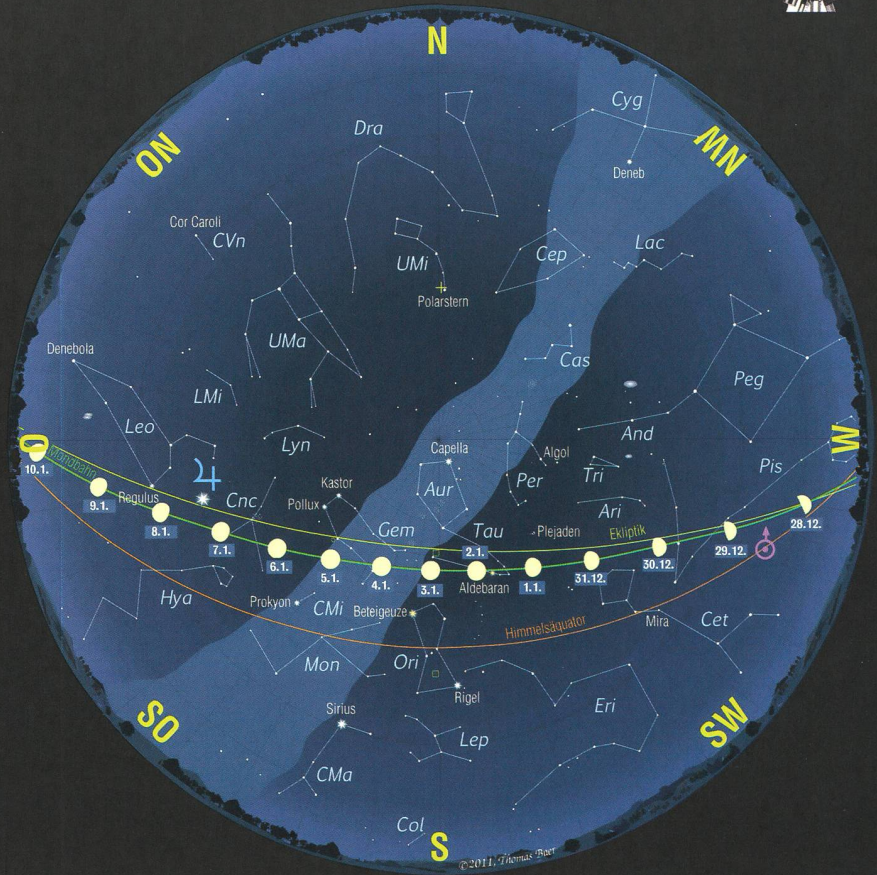 N
Cyg
Dra
NO
NW
Deneb
Cor Caroli
CVn
Lac
UMi
Cep
Polarstern
UMa
Denebola
Cas
Peg
LMi
Leo
And
Lyn
Capella
Algol
O
W
Mondbahn
10.1.
Pis
Tri
Per
Kastor
Aur
Regulus
9.1.
Cnc
Pollux
Ari
8.1.
Gem
Tau
Plejaden
Ekliptik
28.12.
7.1.
2.1.
29.12.
6.1.
30.12.
5.1.
4.1.
3.1.
Aldebaran
1.1.
31.12.
Hya
Prokyon
CMi
Beteigeuze
Mira
Cet
Himmelsäquator
Mon
Ori
Rigel
Eri
SO
Sirius
SW
Lep
CMa
Col
S
©2011, Thomas Baer